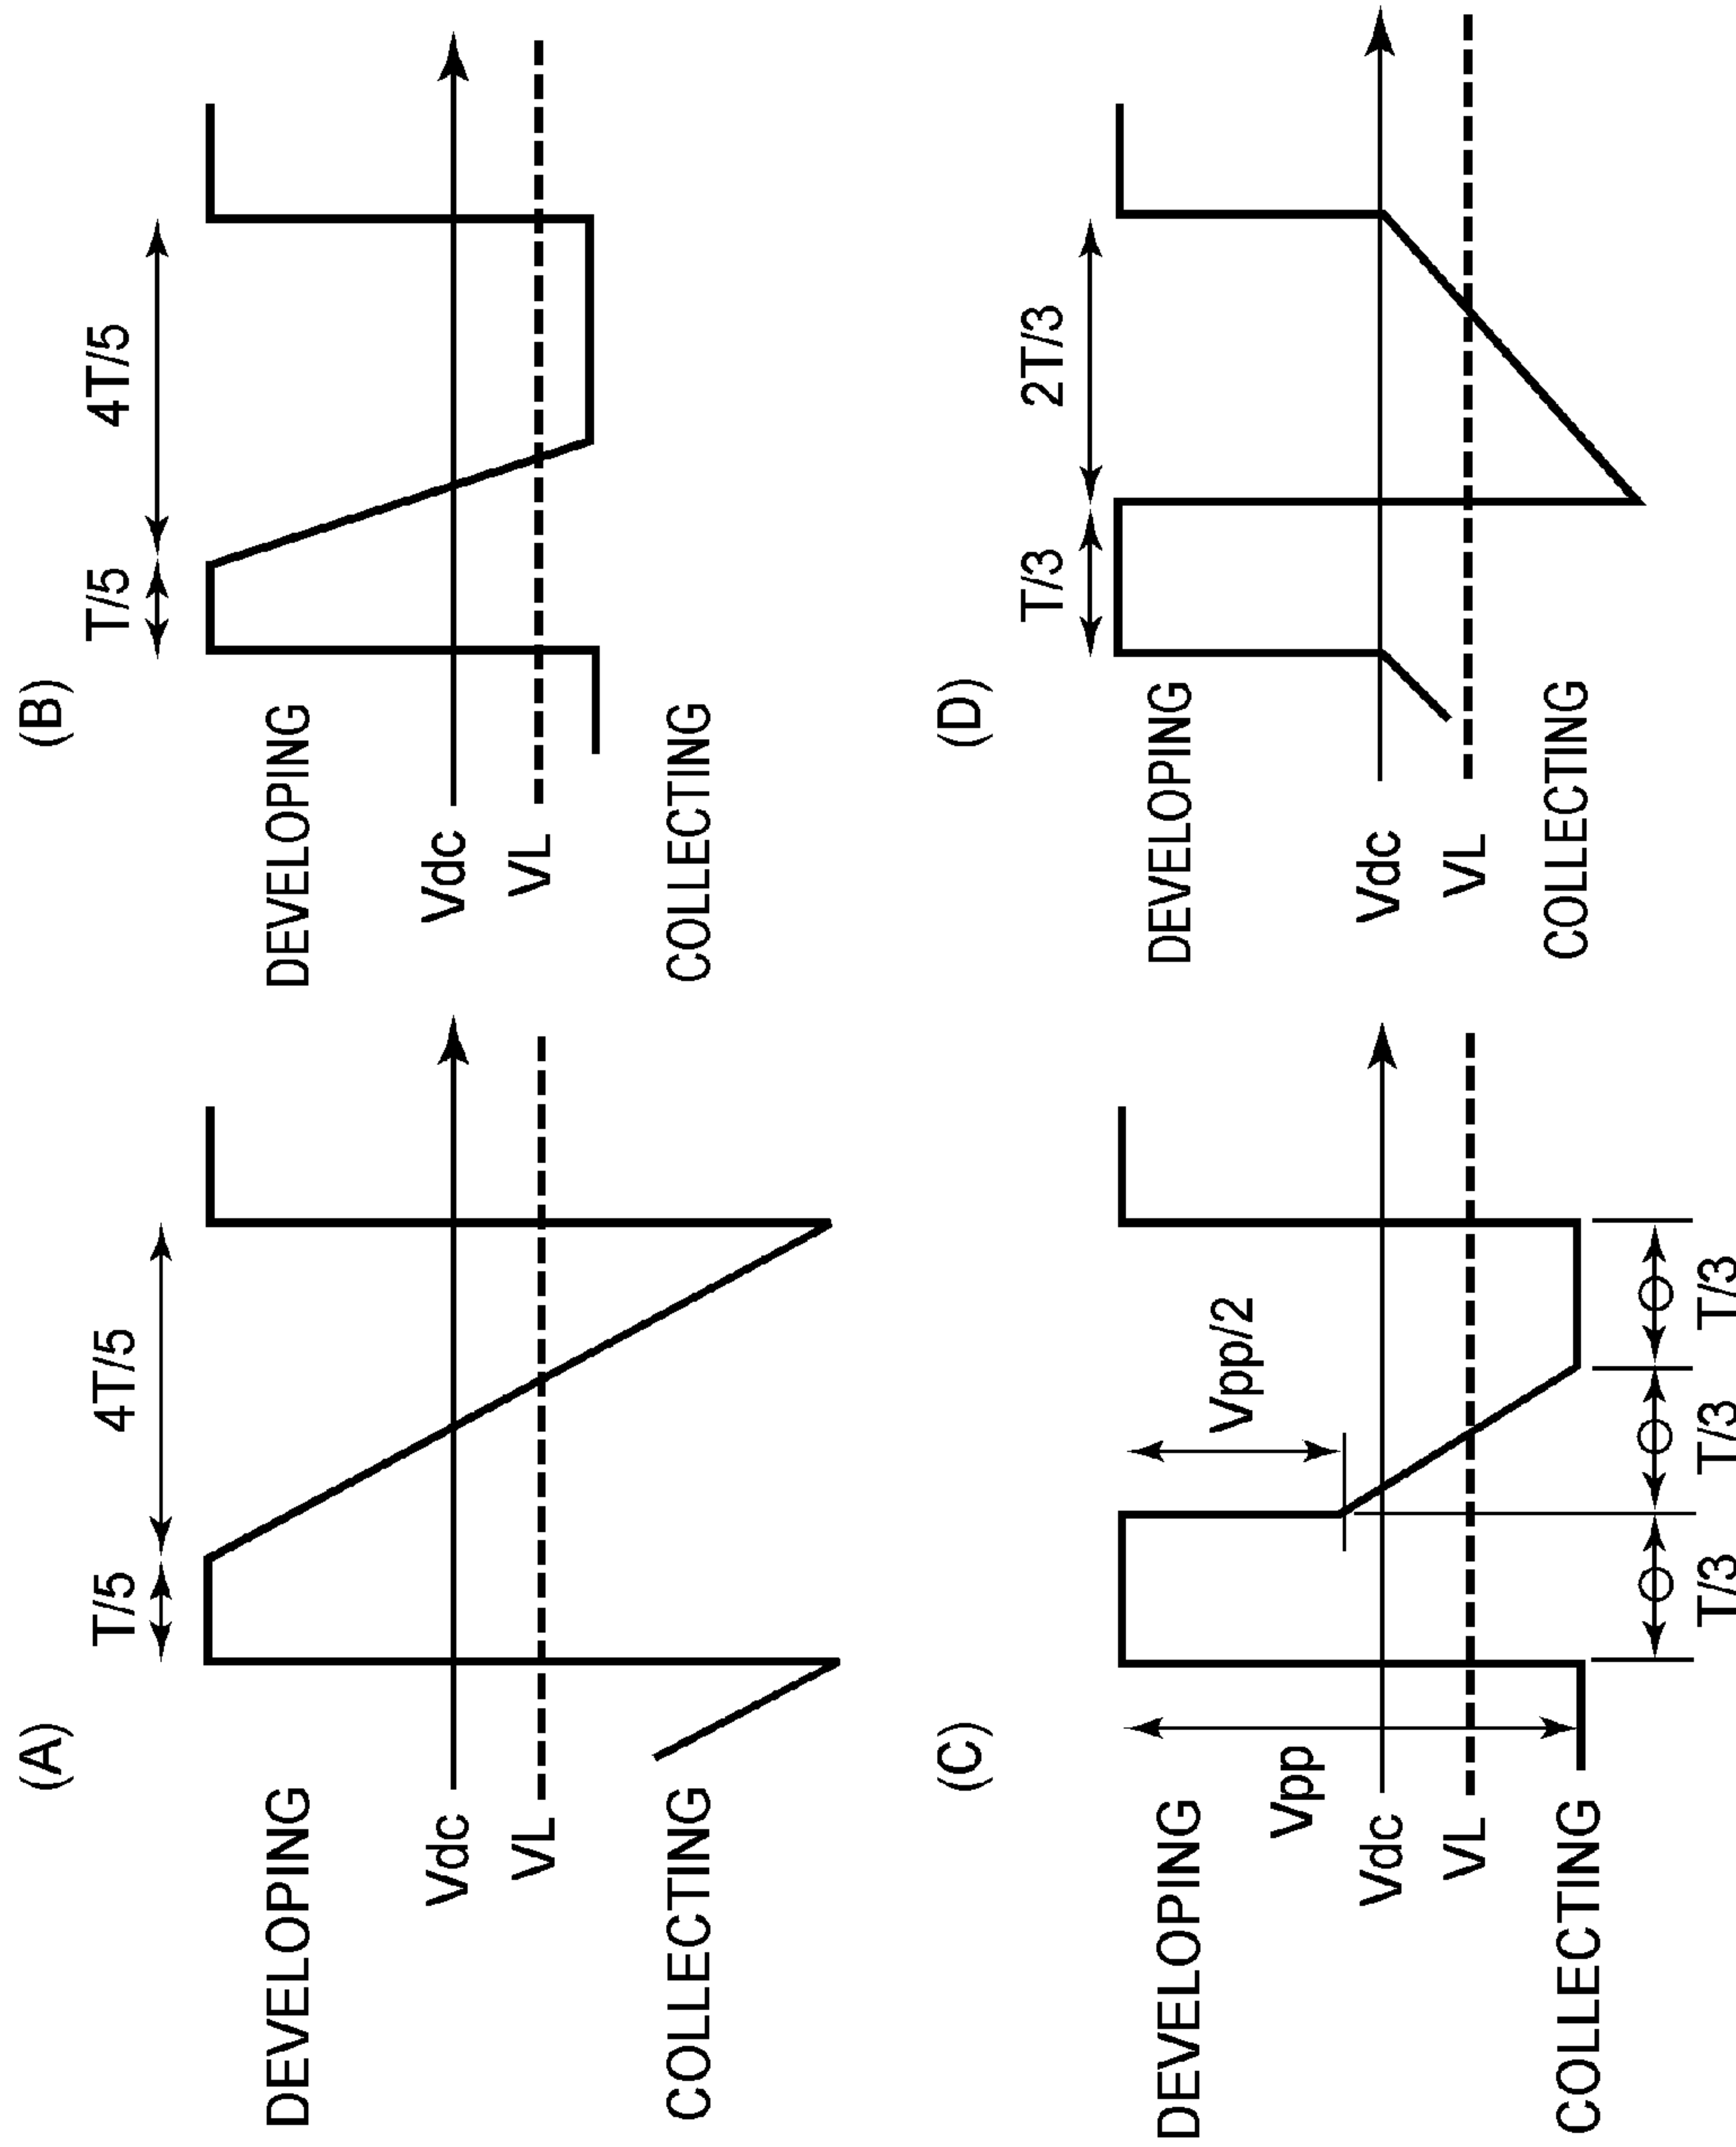 (A)
T/5
4T/5
DEVELOPING
Vdc
VL
COLLECTING
(B)
T/5
4T/5
DEVELOPING
Vdc
VL
COLLECTING
(C)
DEVELOPING
Vpp
Vpp/2
Vdc
VL
COLLECTING
T/3
T/3
T/3
(D)
T/3
2T/3
DEVELOPING
Vdc
VL
COLLECTING